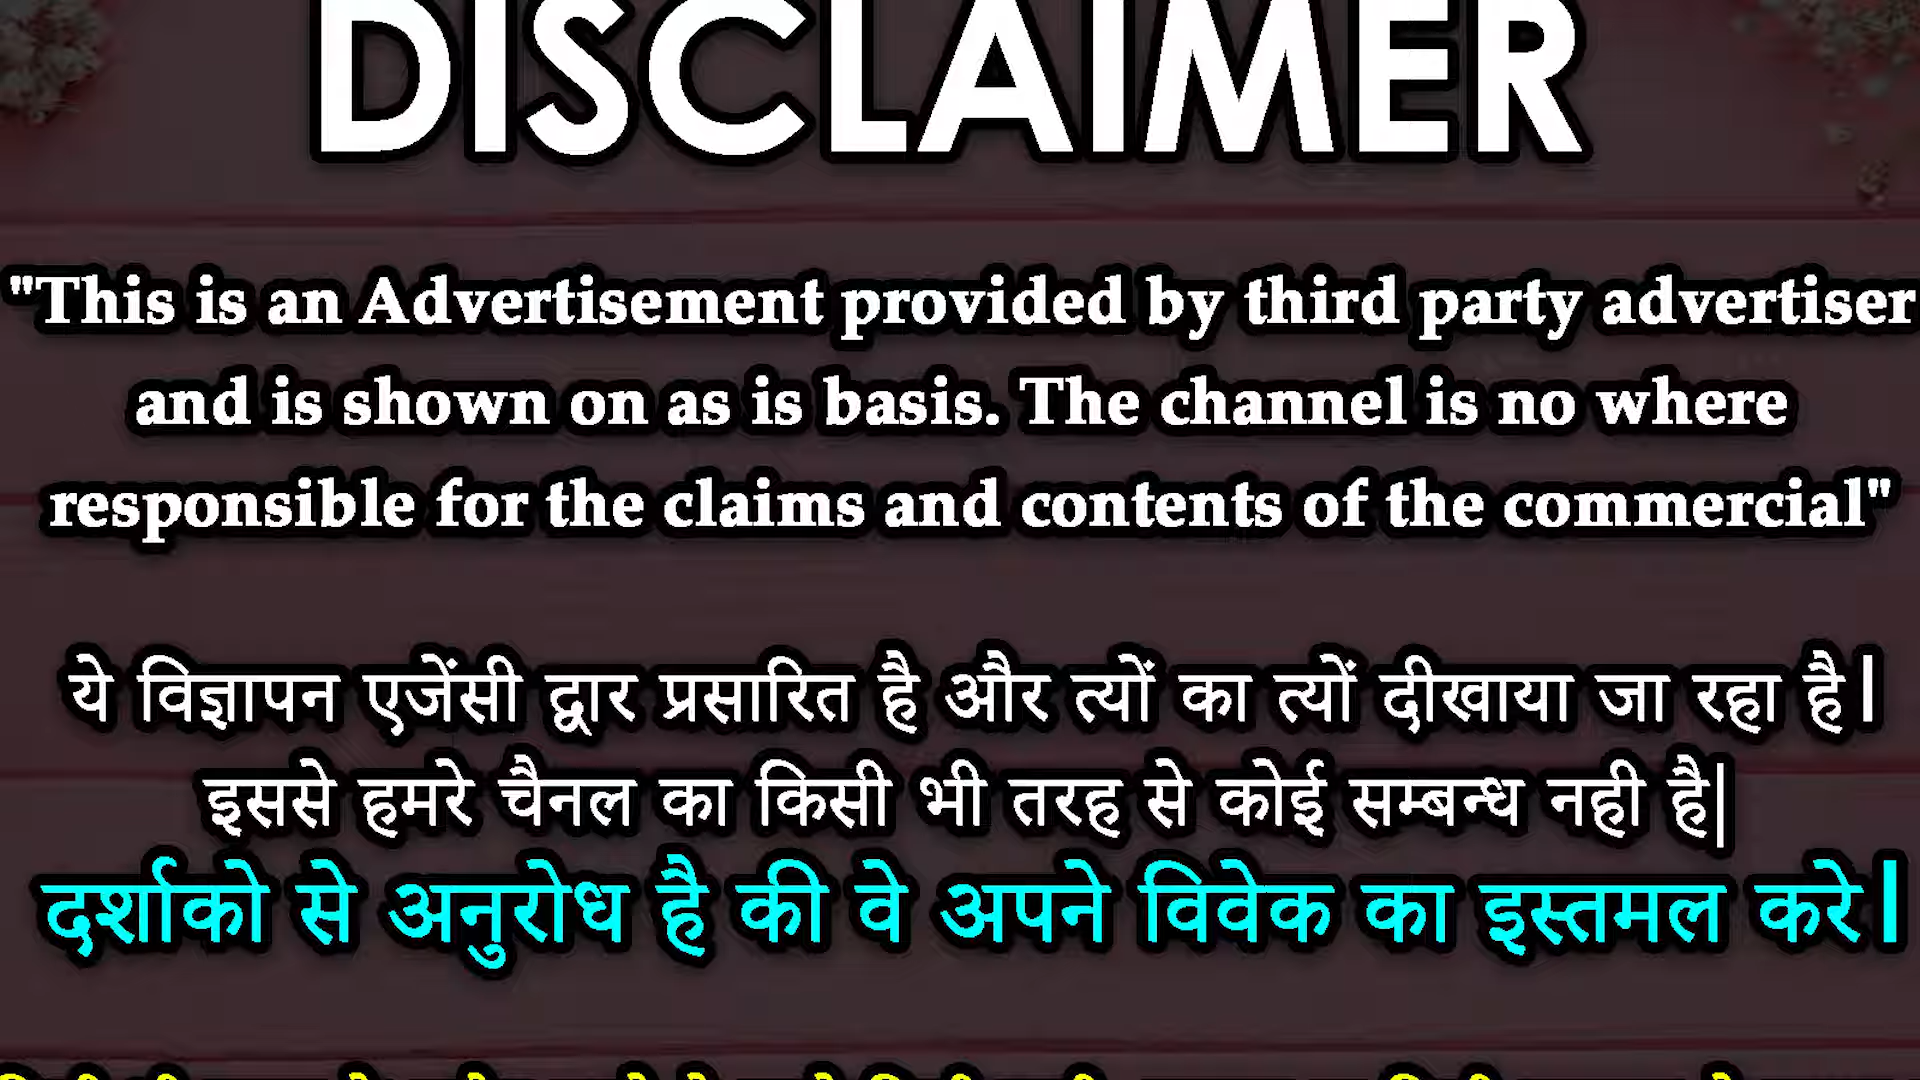 DISCLAIMER
"This is an Advertisement provided by third party advertiser
and is shown on as is basis. The channel is no where
responsible for the claims and contents of the commercial"
ये विज्ञापन एजेंसी द्वार प्रसारित है और त्यों का त्यों दीखाया जा रहा है।
इससे हमरे चैनल का किसी भी तरह से कोई सम्बन्ध नही है|
दर्शाको से अनुरोध है की वे अपने विवेक का इस्तमल करे।